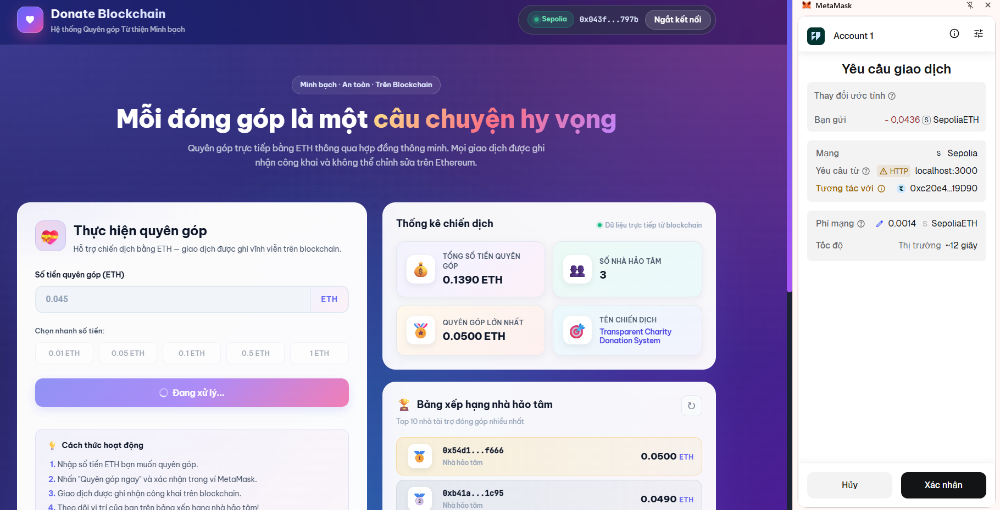 Donate Blockchain
Hệ thống Quyên góp Từ thiện Minh bạch
Sepolia
0x043f...797b
Ngắt kết nối
Minh bạch · An toàn · Trên Blockchain
Mỗi đóng góp là một câu chuyện hy vọng
Quyên góp trực tiếp bằng ETH thông qua hợp đồng thông minh. Mọi giao dịch được ghi
nhận công khai và không thể chỉnh sửa trên Ethereum.
Thực hiện quyên góp
Hỗ trợ chiến dịch bằng ETH — giao dịch được ghi vĩnh viễn trên blockchain.
Số tiền quyên góp (ETH)
0.045
ETH
Chọn nhanh số tiền:
0.01 ETH
0.05 ETH
0.1 ETH
0.5 ETH
1 ETH
Đang xử lý...
Cách thức hoạt động
1. Nhập số tiền ETH bạn muốn quyên góp.
2. Nhấn "Quyên góp ngay" và xác nhận trong ví MetaMask.
3. Giao dịch được ghi nhận công khai trên blockchain.
4. Theo dõi vị trí của bạn trên bảng xếp hạng nhà hảo tâm!
Thống kê chiến dịch
Dữ liệu trực tiếp từ blockchain
TỔNG SỐ TIỀN QUYÊN
GÓP
0.1390 ETH
SỐ NHÀ HẢO TÂM
3
QUYÊN GÓP LỚN NHẤT
0.0500 ETH
TÊN CHIẾN DỊCH
Transparent Charity
Donation System
Bảng xếp hạng nhà hảo tâm
Top 10 nhà tài trợ đóng góp nhiều nhất
1
0x54d1...f666
Nhà hảo tâm
0.0500 ETH
2
0xb41a...1c95
Nhà hảo tâm
0.0490 ETH
MetaMask
Account 1
Yêu cầu giao dịch
Thay đổi ước tính
Bạn gửi
- 0,0436 S SepoliaETH
Mạng
S Sepolia
Yêu cầu từ
HTTP localhost:3000
Tương tác với
0xc20e4...19D90
Phí mạng
0.0014 S SepoliaETH
Tốc độ
Thị trường ~12 giây
Hủy
Xác nhận